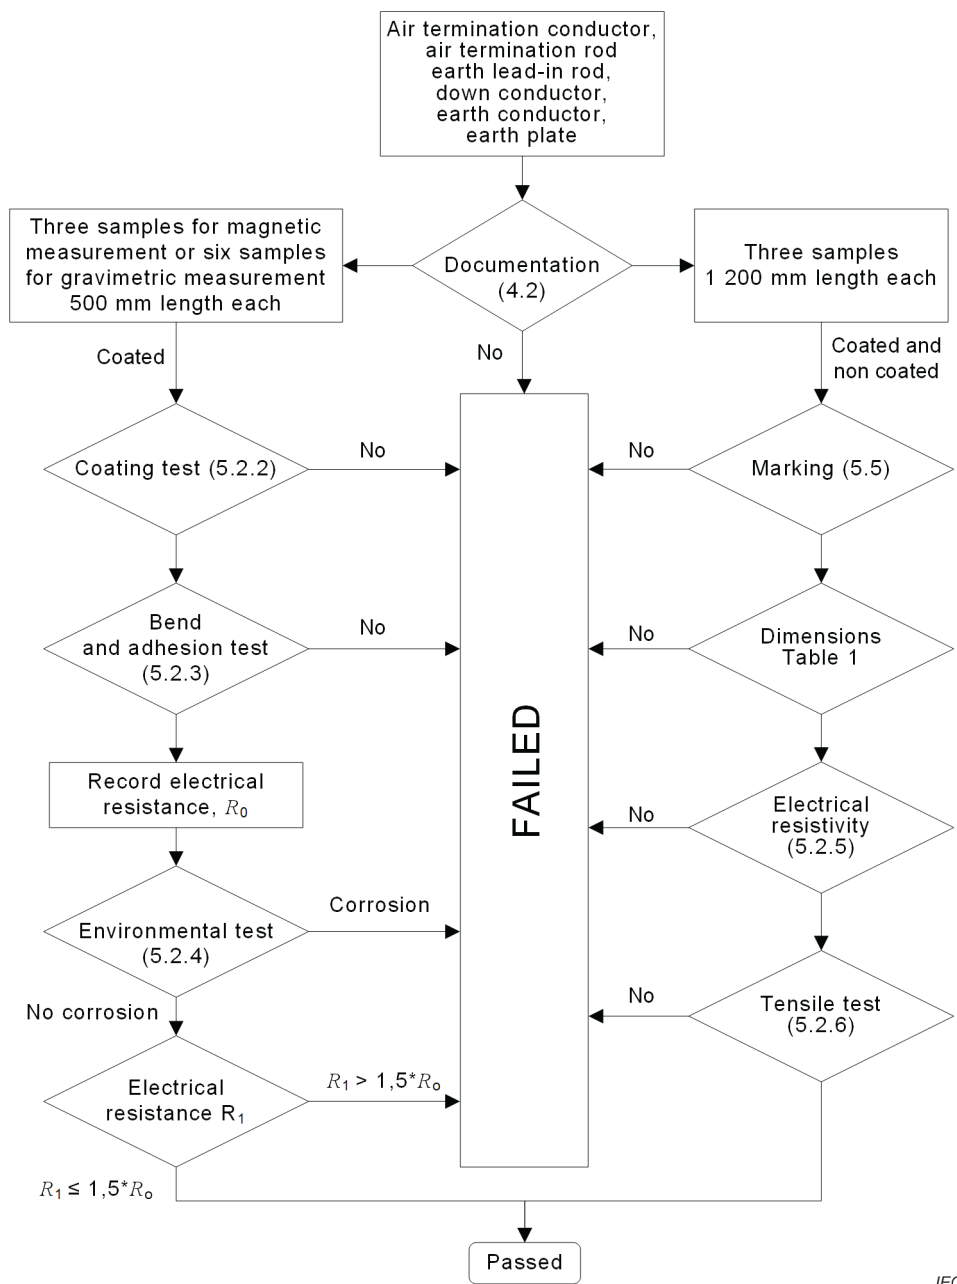 Air termination conductor,
air termination rod
earth lead-in rod,
down conductor,
earth conductor,
earth plate
Three samples for magnetic
measurement or six samples
for gravimetric measurement
500 mm length each
Documentation
(4.2)
Three samples
1 200 mm length each
Coated
No
Coated and
non coated
Coating test (5.2.2)
No
No
Marking (5.5)
Bend
and adhesion test
(5.2.3)
No
No
Dimensions
Table 1
FAILED
Record electrical
resistance, R0
No
Electrical
resistivity
(5.2.5)
Environmental test
(5.2.4)
Corrosion
No corrosion
No
Tensile test
(5.2.6)
Electrical
resistance R1
R1 > 1,5*Ro
R1 ≤ 1,5*Ro
Passed
IEC